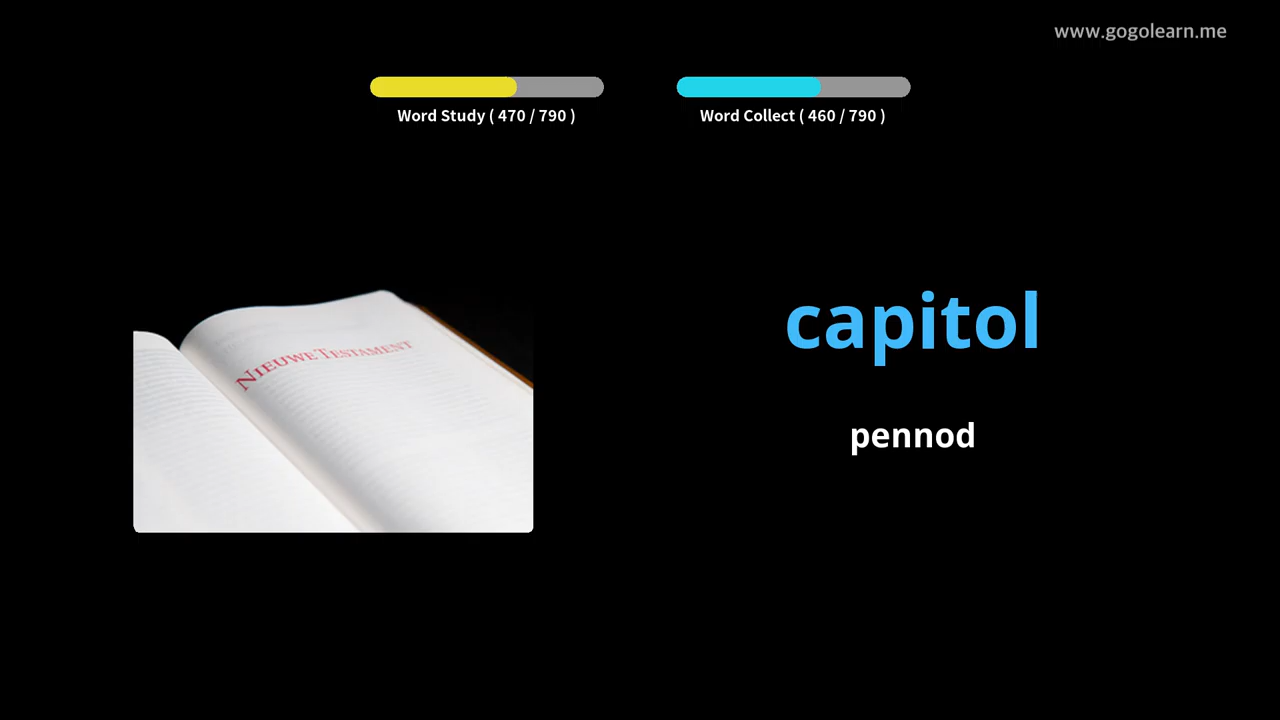 www.gogolearn.me
Word Study ( 470 / 790 )
Word Collect ( 460 / 790 )
NIEUWE TESTAMENT
capitol
pennod